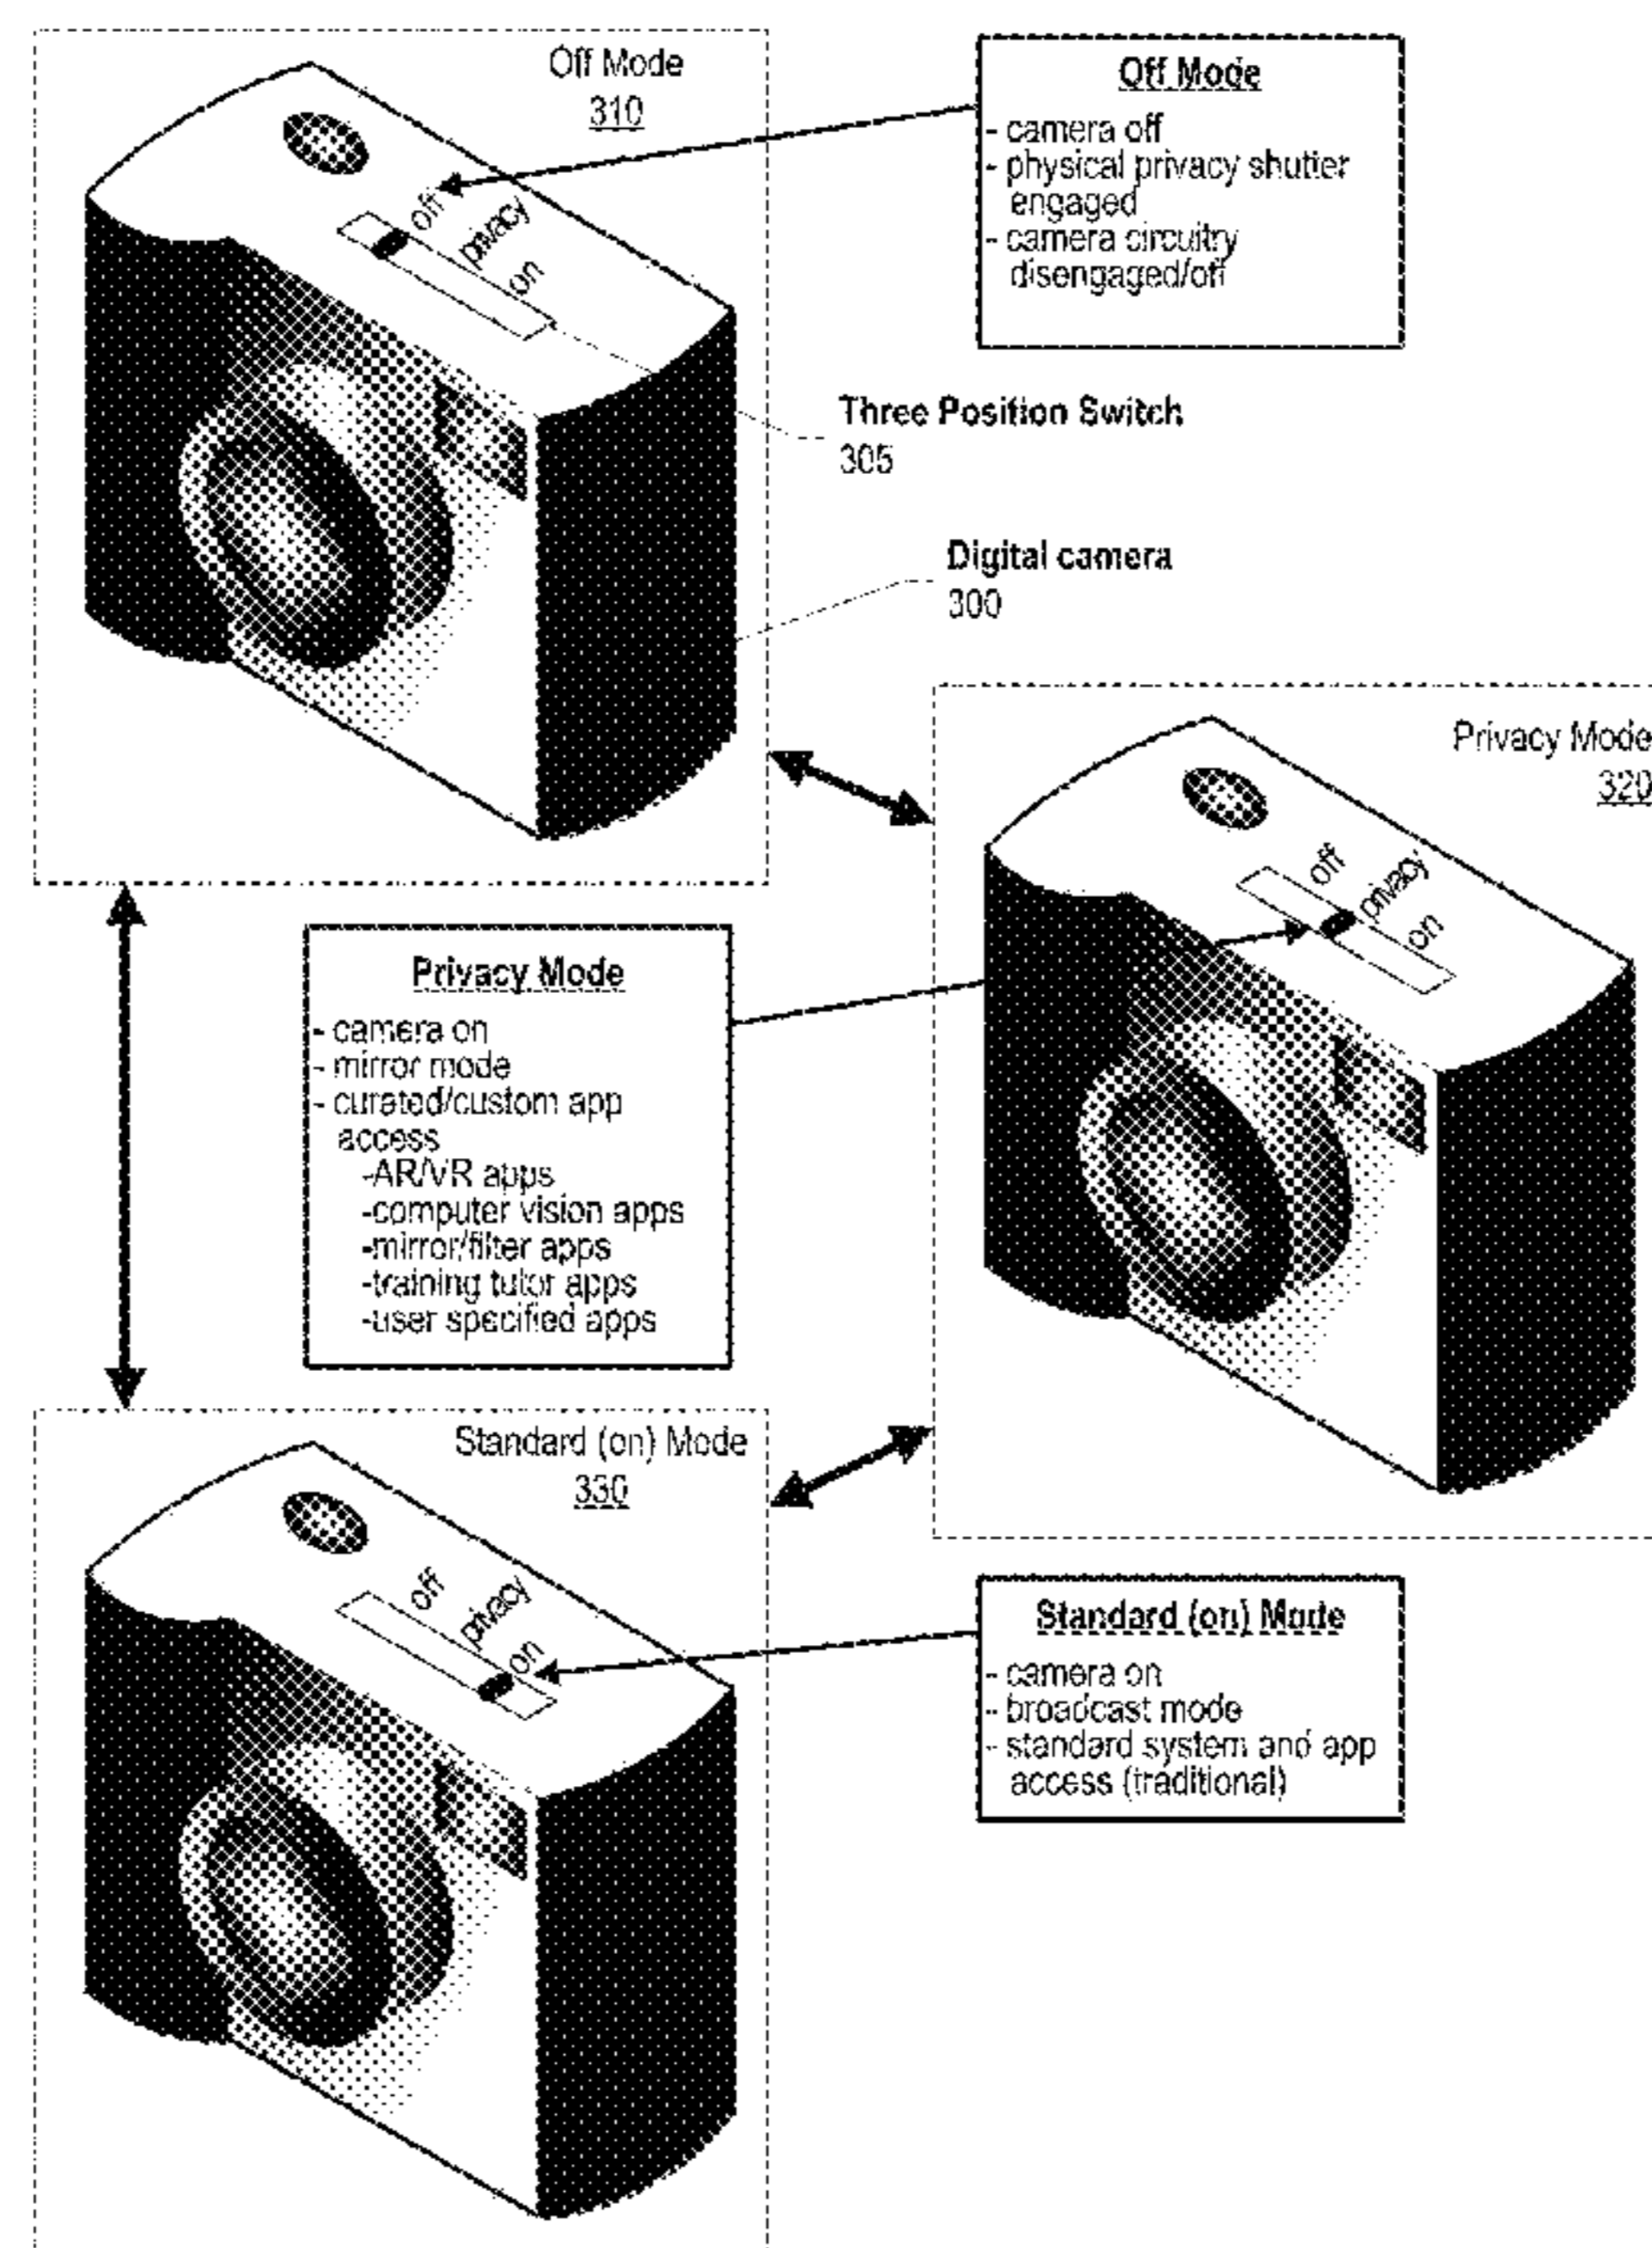 Off Mode
310
off
privacy
on
Off Mode
- camera off
- physical privacy shutter
engaged
- camera circuitry
disengaged/off
Three Position Switch
305
Digital camera
300
Privacy Mode
320
off
privacy
on
Privacy Mode
- camera on
- mirror mode
- curated/custom app
access
-AR/VR apps
-computer vision apps
-mirror/filter apps
-training tutor apps
-user specified apps
Standard (on) Mode
330
off
privacy
on
Standard (on) Mode
- camera on
- broadcast mode
- standard system and app
access (traditional)